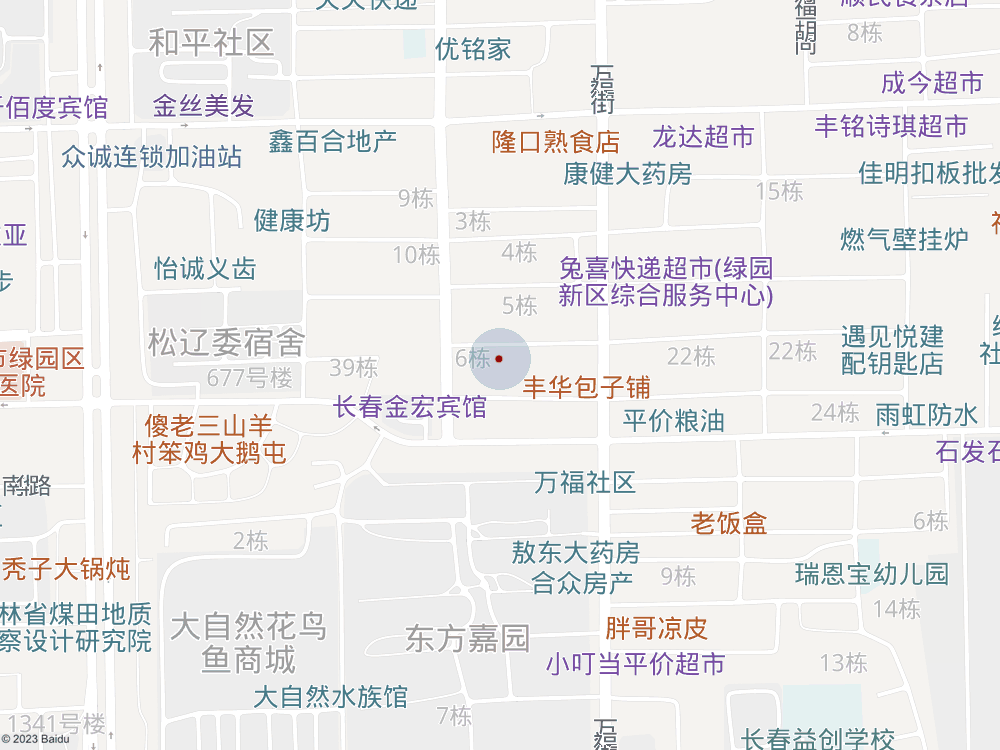 和平社区
优铭家
8栋
万福街
成今超市
佰度宾馆
金丝美发
丰铭诗琪超市
鑫百合地产
隆口熟食店
龙达超市
众诚连锁加油站
康健大药房
佳明扣板批发
15栋
9栋
健康坊
3栋
亚
燃气壁挂炉
10栋
4栋
怡诚义齿
兔喜快递超市(绿园
新区综合服务中心)
步
5栋
松辽委宿舍
遇见悦建
配钥匙店
市绿园区
医院
6栋
22栋
22栋
39栋
677号楼
丰华包子铺
长春金宏宾馆
24栋
雨虹防水
平价粮油
傻老三山羊
村笨鸡大鹅屯
石发石
南路
万福社区
老饭盒
6栋
2栋
敖东大药房
合众房产
秃子大锅炖
9栋
瑞恩宝幼儿园
林省煤田地质
察设计研究院
14栋
大自然花鸟
鱼商城
东方嘉园
胖哥凉皮
小叮当平价超市
13栋
大自然水族馆
7栋
1341号楼
万福
长春益创学校
© 2023 Baidu